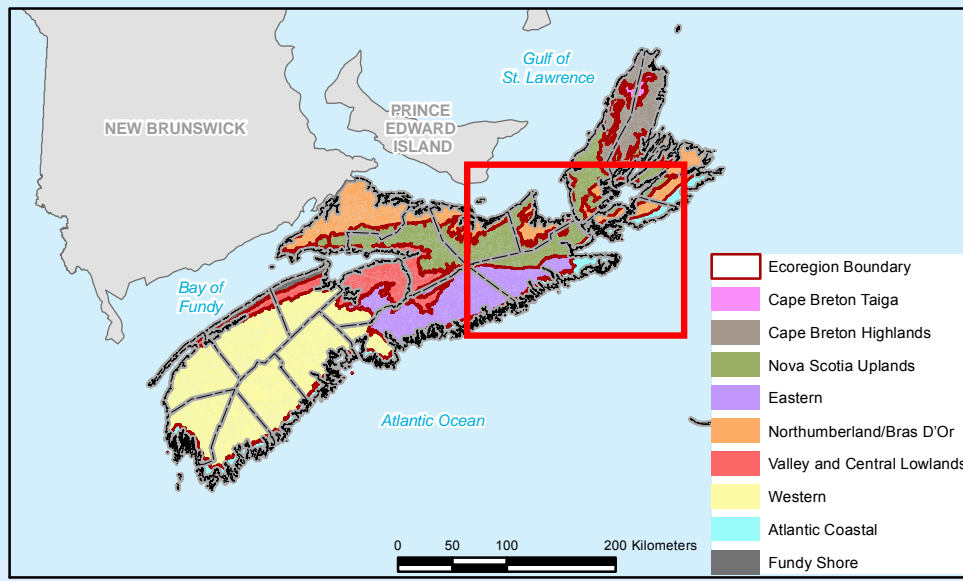 Gulf of
St. Lawrence
NEW BRUNSWICK
PRINCE
EDWARD
ISLAND
Bay of
Fundy
Atlantic Ocean
Ecoregion Boundary
Cape Breton Taiga
Cape Breton Highlands
Nova Scotia Uplands
Eastern
Northumberland/Bras D'Or
Valley and Central Lowlands
Western
Atlantic Coastal
Fundy Shore
0 50 100 200 Kilometers